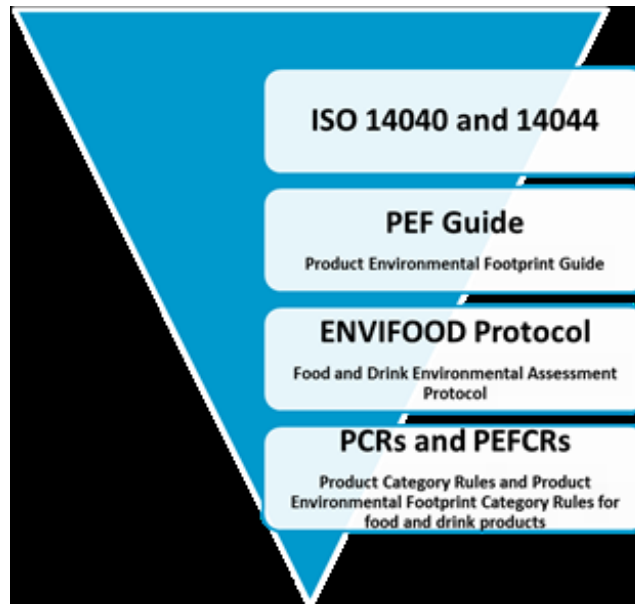 ISO 14040 and 14044
PEF Guide
Product Environmental Footprint Guide
ENVIFOOD Protocol
Food and Drink Environmental Assessment
Protocol
PCRs and PEFCRs
Product Category Rules and Product
Environmental Footprint Category Rules for
food and drink products